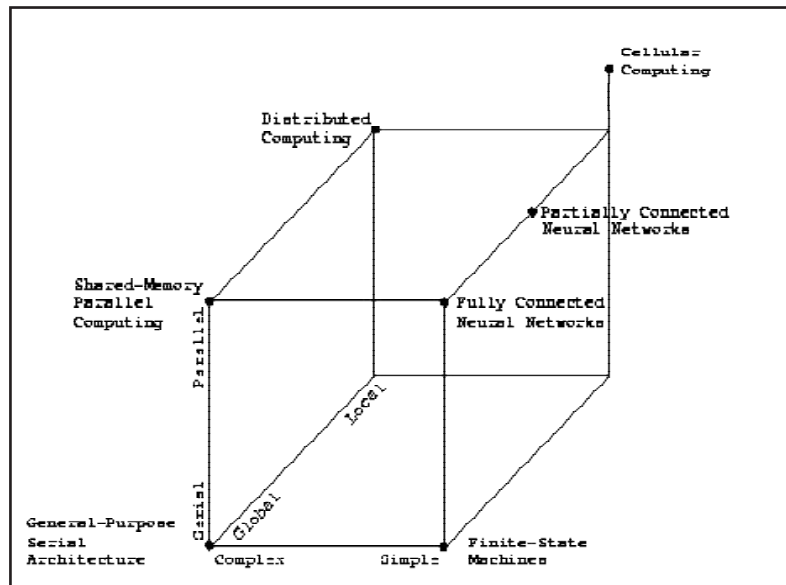 Cellular
Computing
Distributed
Computing
Partially Connected
Neural Networks
Shared-Memory
Parallel
Computing
Fully Connected
Neural Networks
Parallel
Local
Serial
Global
General-Purpose
Serial
Architecture
Complex
Simple
Finite-State
Machines